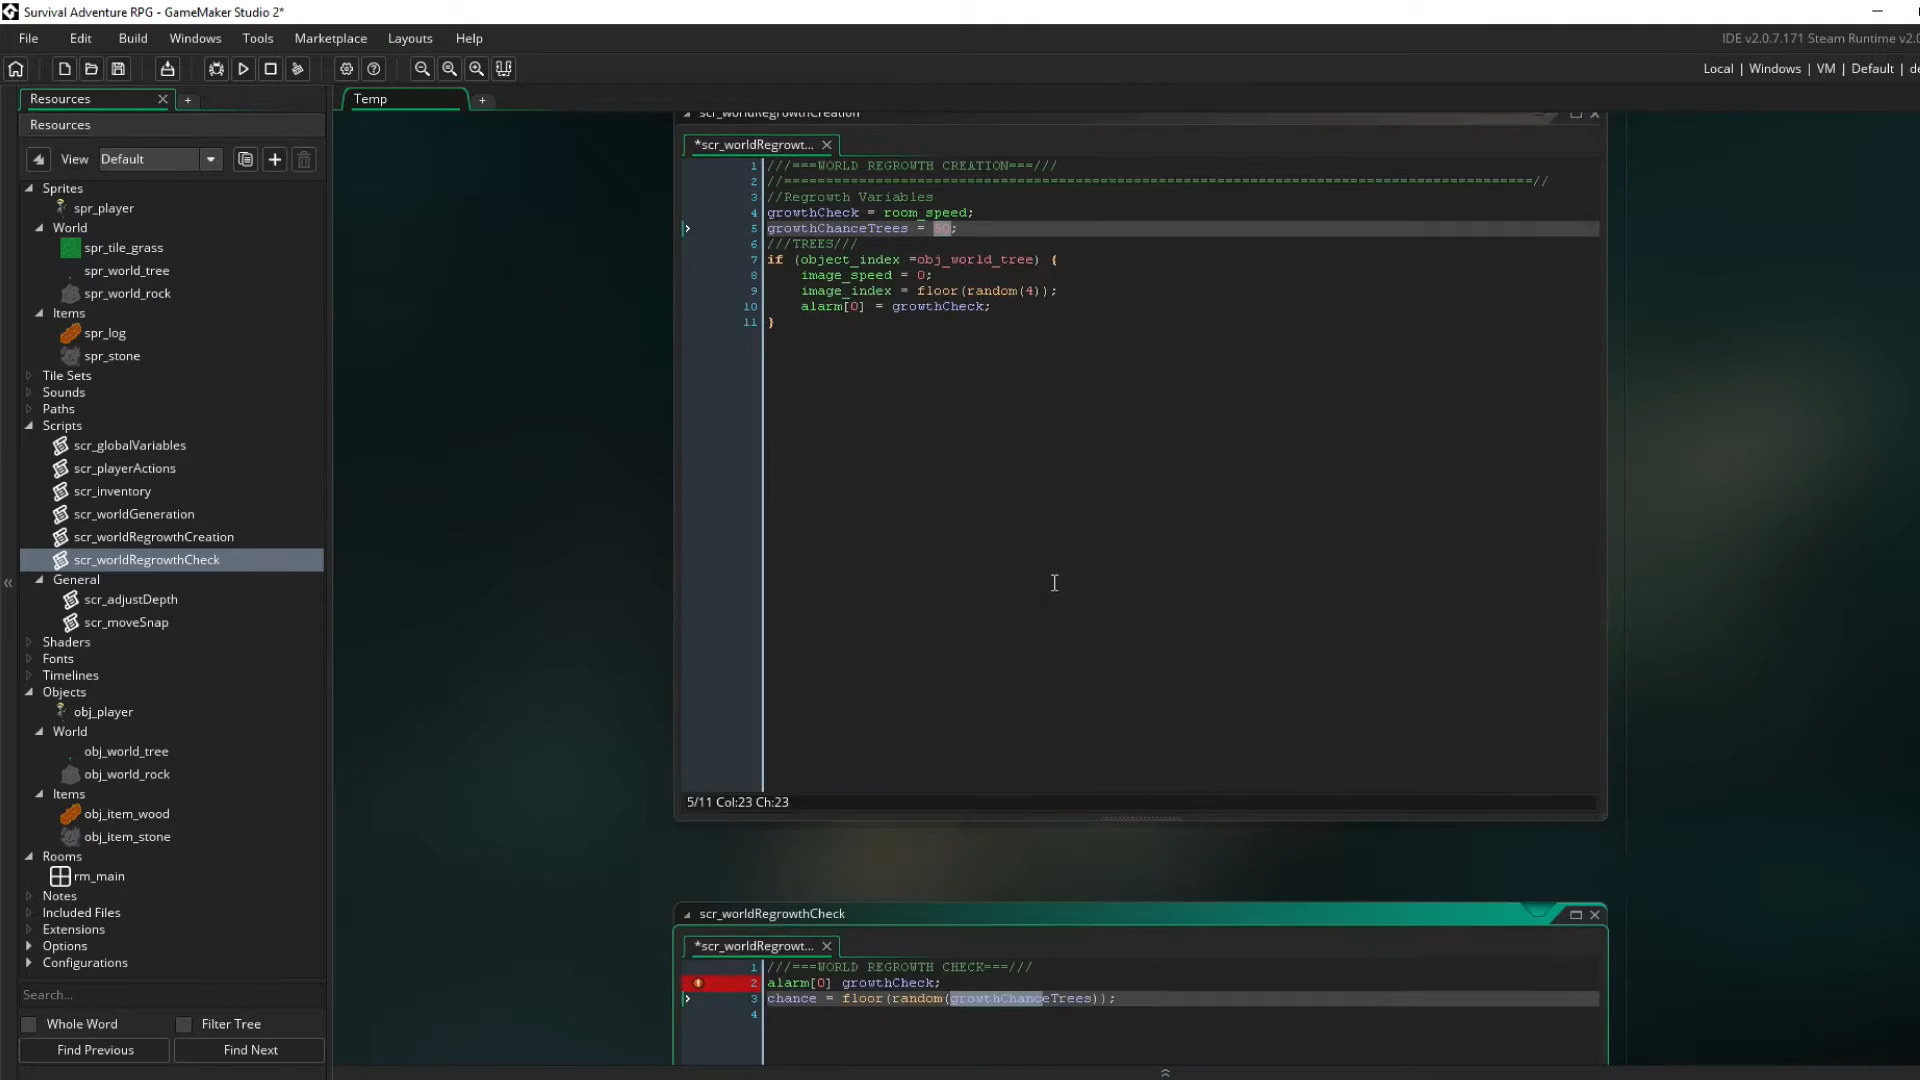 Survival Adventure RPG - GameMaker Studio 2*
File Edit Build Windows Tools Marketplace Layouts Help
IDE v2.0.7.171 Steam Runtime v2.0
Local | Windows | VM | Default | de
Resources
Temp
Resources
View Default
Sprites
spr_player
World
spr_tile_grass
spr_world_tree
spr_world_rock
Items
spr_log
spr_stone
Tile Sets
Sounds
Paths
Scripts
scr_globalVariables
scr_playerActions
scr_inventory
scr_worldGeneration
scr_worldRegrowthCreation
scr_worldRegrowthCheck
General
scr_adjustDepth
scr_moveSnap
Shaders
Fonts
Timelines
Objects
obj_player
World
obj_world_tree
obj_world_rock
Items
obj_item_wood
obj_item_stone
Rooms
rm_main
Notes
Included Files
Extensions
Options
Configurations
Search...
Whole Word Filter Tree
Find Previous Find Next
scr_worldRegrowthCreation
*scr_worldRegrowt...
1 ///===WORLD REGROWTH CREATION===///
2 //==========================================================================================//
3 //Regrowth Variables
4 growthCheck = room_speed;
5 growthChanceTrees = 50;
6 ///TREES///
7 if (object_index =obj_world_tree) {
8 image_speed = 0;
9 image_index = floor(random(4));
10 alarm[0] = growthCheck;
11 }
5/11 Col:23 Ch:23
scr_worldRegrowthCheck
*scr_worldRegrowt...
1 ///===WORLD REGROWTH CHECK===///
2 alarm[0] growthCheck;
3 chance = floor(random(growthChanceTrees));
4